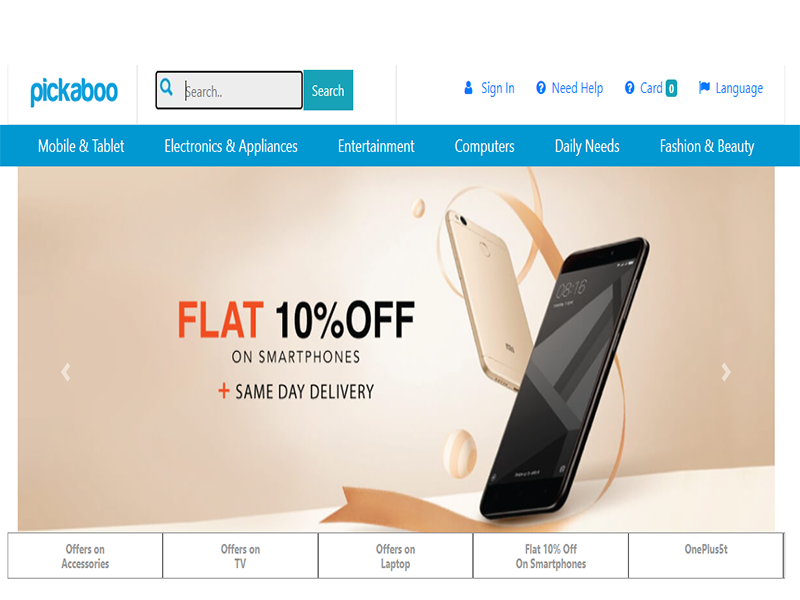 pickaboo
Search..
Search
Sign In
Need Help
Card 0
Language
Mobile & Tablet
Electronics & Appliances
Entertainment
Computers
Daily Needs
Fashion & Beauty
FLAT 10%OFF
ON SMARTPHONES
+ SAME DAY DELIVERY
08:16
Offers on
Accessories
Offers on
TV
Offers on
Laptop
Flat 10% Off
On Smartphones
OnePlus5t